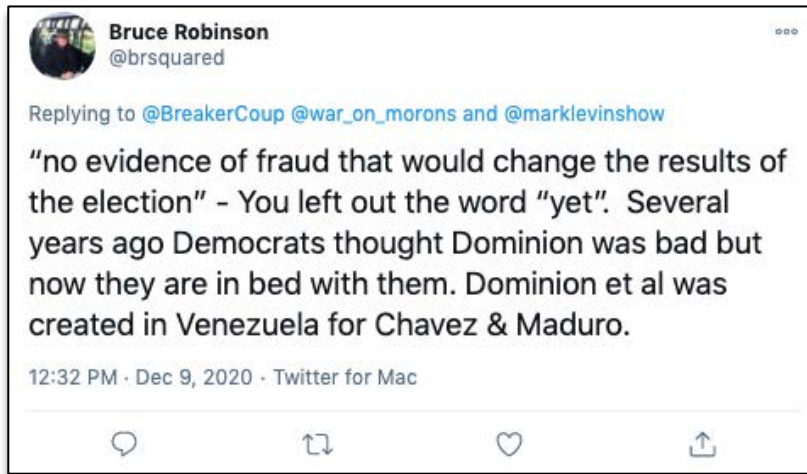 Bruce Robinson
@brsquared
Replying to @BreakerCoup @war_on_morons and @marklevinshow
“no evidence of fraud that would change the results of
the election” - You left out the word “yet”.  Several
years ago Democrats thought Dominion was bad but
now they are in bed with them. Dominion et al was
created in Venezuela for Chavez & Maduro.
12:32 PM · Dec 9, 2020 · Twitter for Mac